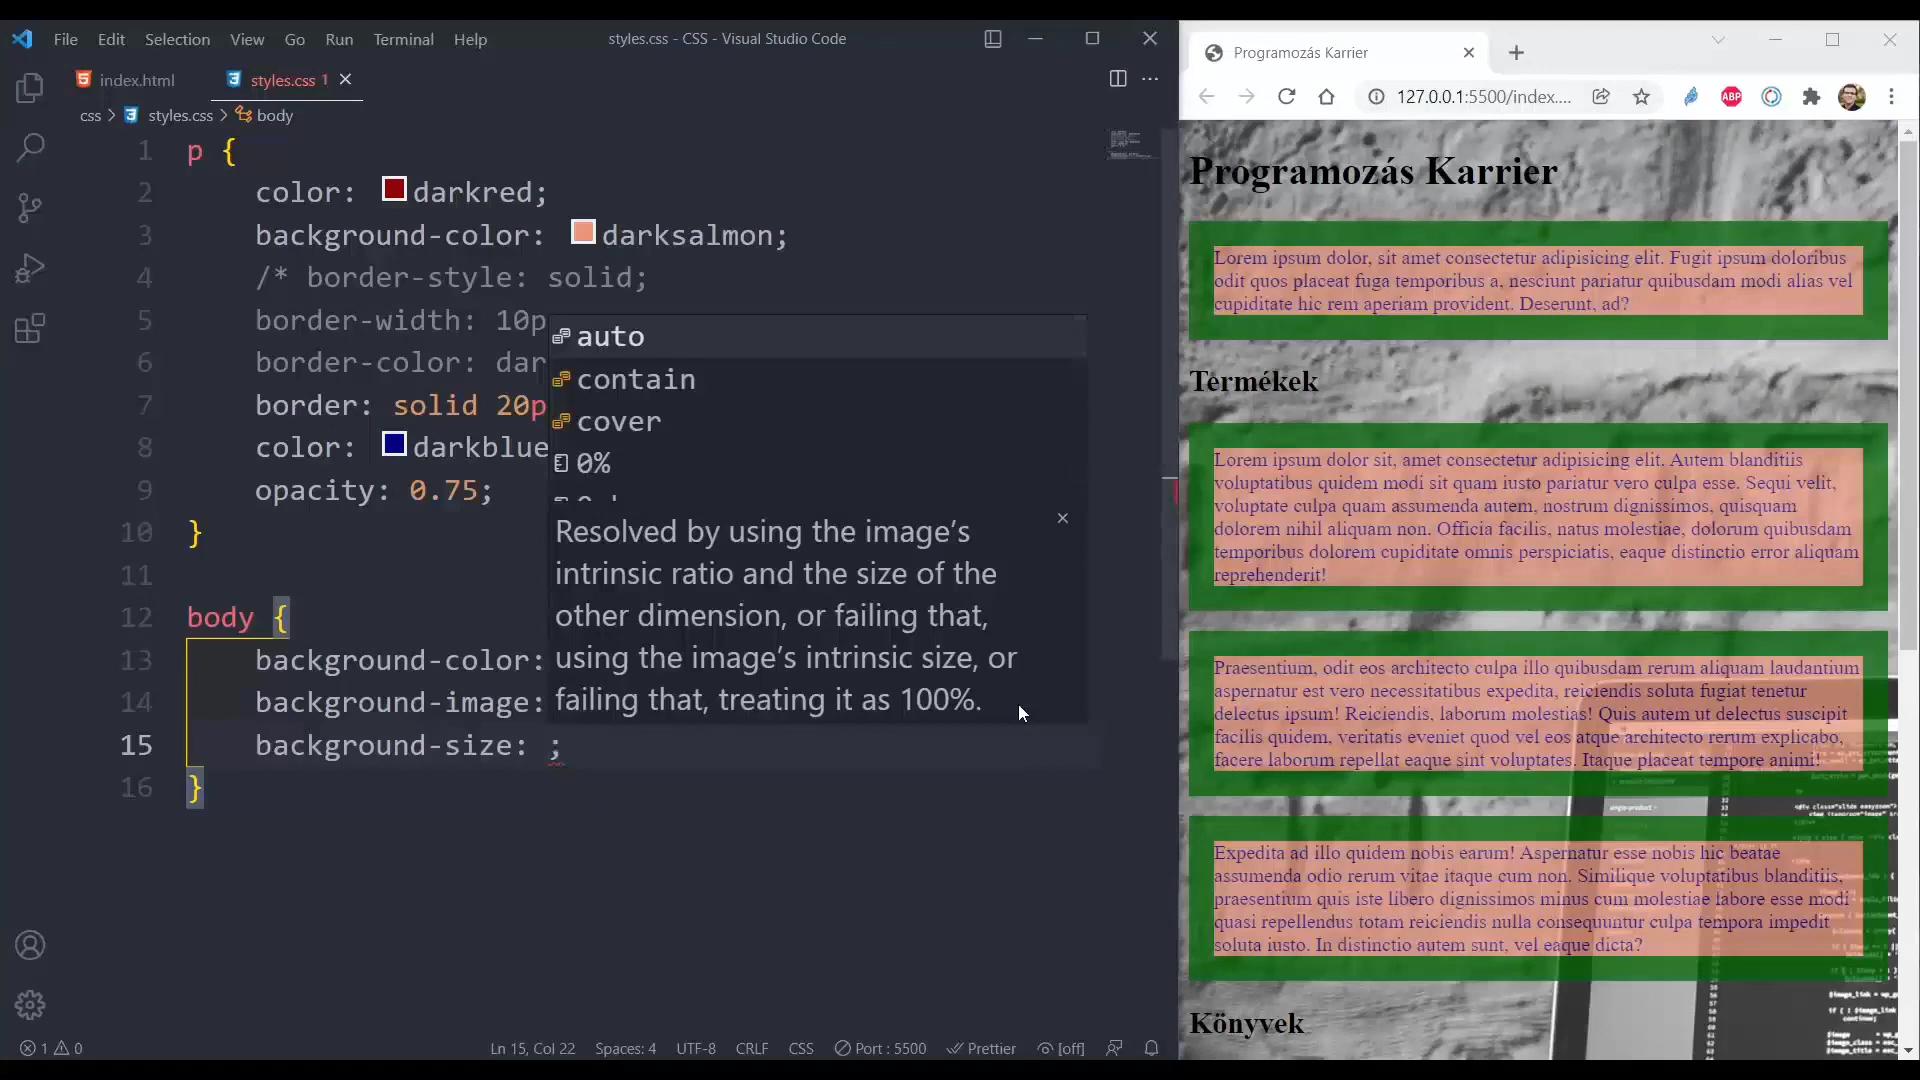 File Edit Selection View Go Run Terminal Help
styles.css - CSS - Visual Studio Code
index.html
styles.css 1
css > styles.css > body
1 p {
2 color: darkred;
3 background-color: darksalmon;
4 /* border-style: solid;
5 border-width: 10p
6 border-color: dar
7 border: solid 20p
8 color: darkblue
9 opacity: 0.75;
10 }
11
12 body {
13 background-color:
14 background-image:
15 background-size: ;
16 }
auto
contain
cover
0%
Resolved by using the image’s
intrinsic ratio and the size of the
other dimension, or failing that,
using the image’s intrinsic size, or
failing that, treating it as 100%.
1 0
Ln 15, Col 22
Spaces: 4
UTF-8
CRLF
CSS
Port : 5500
Prettier
[off]
Programozás Karrier
127.0.0.1:5500/index....
ABP
Programozás Karrier
Lorem ipsum dolor, sit amet consectetur adipisicing elit. Fugit ipsum doloribus
odit quos placeat fuga temporibus a, nesciunt pariatur quibusdam modi alias vel
cupiditate hic rem aperiam provident. Deserunt, ad?
Termékek
Lorem ipsum dolor sit, amet consectetur adipisicing elit. Autem blanditiis
voluptatibus quidem modi sit quam iusto pariatur vero culpa esse. Sequi velit,
voluptate culpa quam assumenda autem, nostrum dignissimos, quisquam
dolorem nihil aliquam non. Officia facilis, natus molestiae, dolorum quibusdam
temporibus dolorem cupiditate omnis perspiciatis, eaque distinctio error aliquam
reprehenderit!
Praesentium, odit eos architecto culpa illo quibusdam rerum aliquam laudantium
aspernatur est vero necessitatibus expedita, reiciendis soluta fugiat tenetur
delectus ipsum! Reiciendis, laborum molestias! Quis autem ut delectus suscipit
facilis quidem, veritatis eveniet quod vel eos atque architecto rerum explicabo,
facere laborum repellat eaque sint voluptates. Itaque placeat tempore animi!
Expedita ad illo quidem nobis earum! Aspernatur esse nobis hic beatae
assumenda odio rerum vitae itaque cum non. Similique voluptatibus blanditiis,
praesentium quis iste libero dignissimos minus cum molestiae labore esse modi
quasi repellendus totam reiciendis nulla consequuntur culpa tempora impedit
soluta iusto. In distinctio autem sunt, vel eaque dicta?
Könyvek